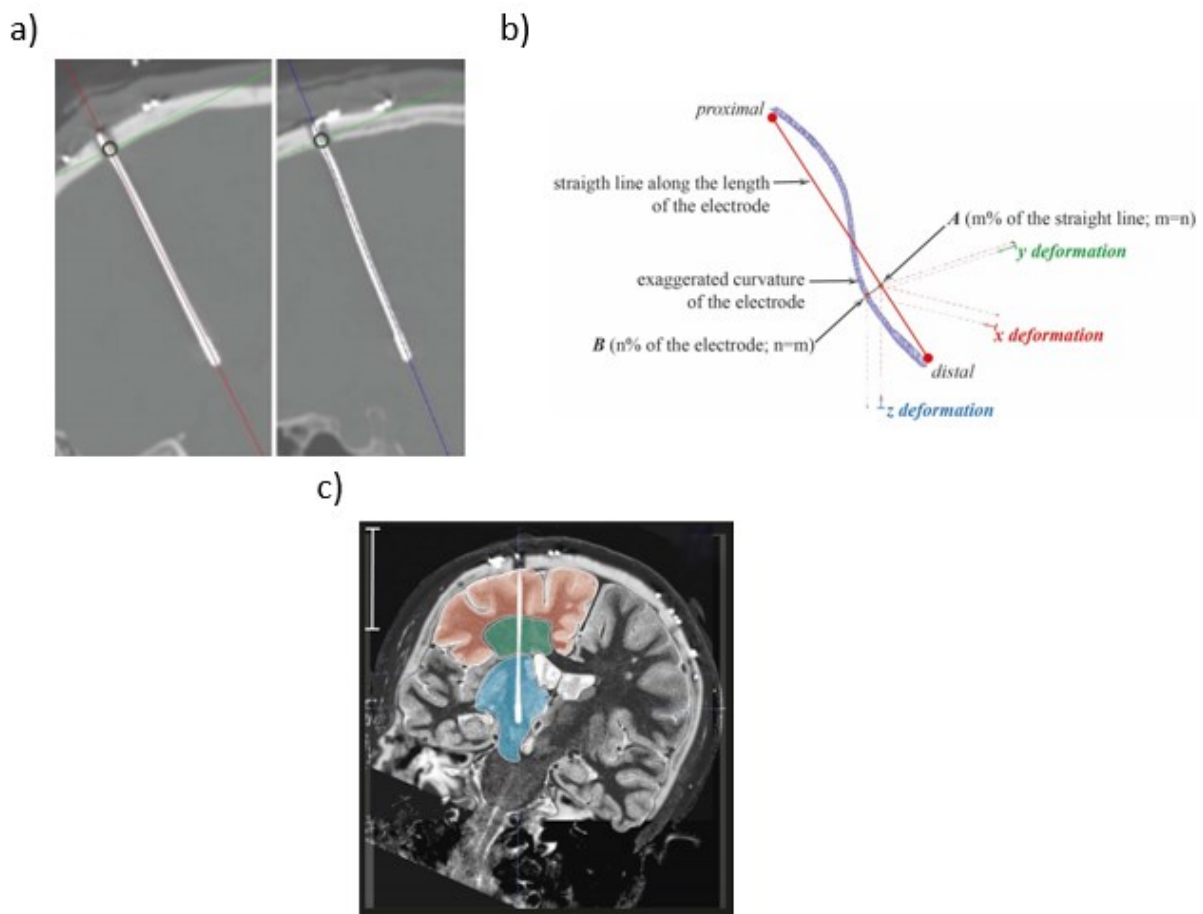 a)
b)
proximal
straigth line along the length
of the electrode
A (m% of the straight line; m=n)
y deformation
exaggerated curvature
of the electrode
x deformation
B (n% of the electrode; n=m)
distal
z deformation
c)